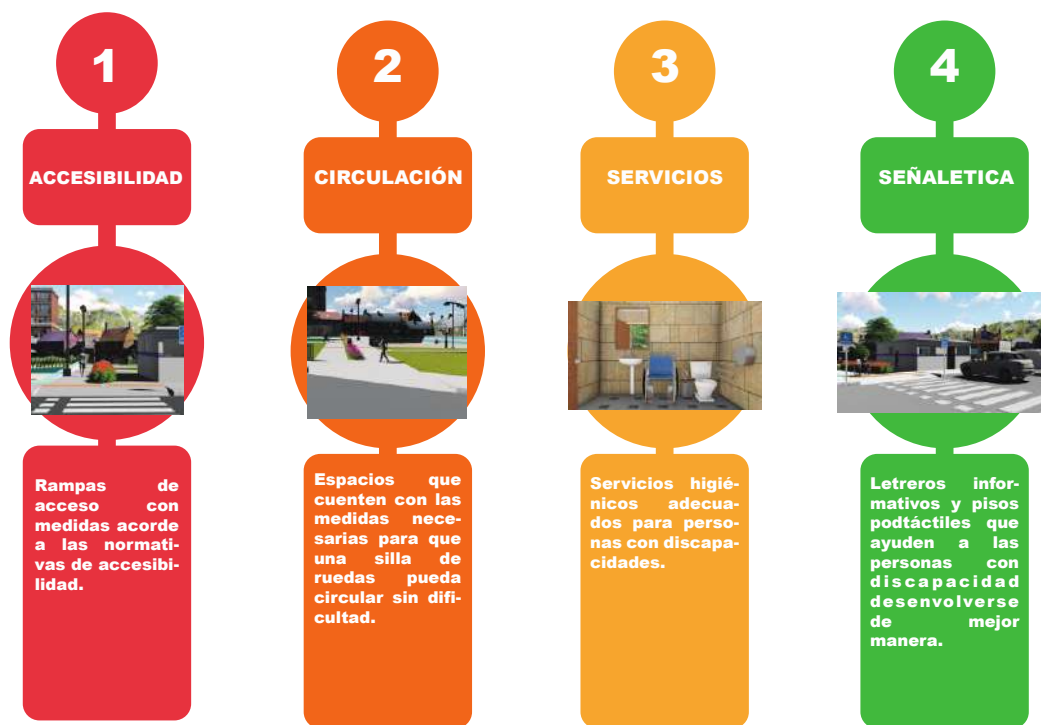 1
ACCESIBILIDAD
Rampas de
acceso con
medidas acorde
a las normati-
vas de accesibi-
lidad.
2
CIRCULACIÓN
Espacios que
cuenten con las
medidas nece-
sarias para que
una silla de
ruedas pueda
circular sin difi-
cultad.
3
SERVICIOS
Servicios higié-
nicos adecua-
dos para perso-
nas con discapa-
cidades.
4
SEÑALETICA
Letreros infor-
mativos y pisos
podtáctiles que
ayuden a las
personas con
discapacidad
desenvolverse
de mejor
manera.